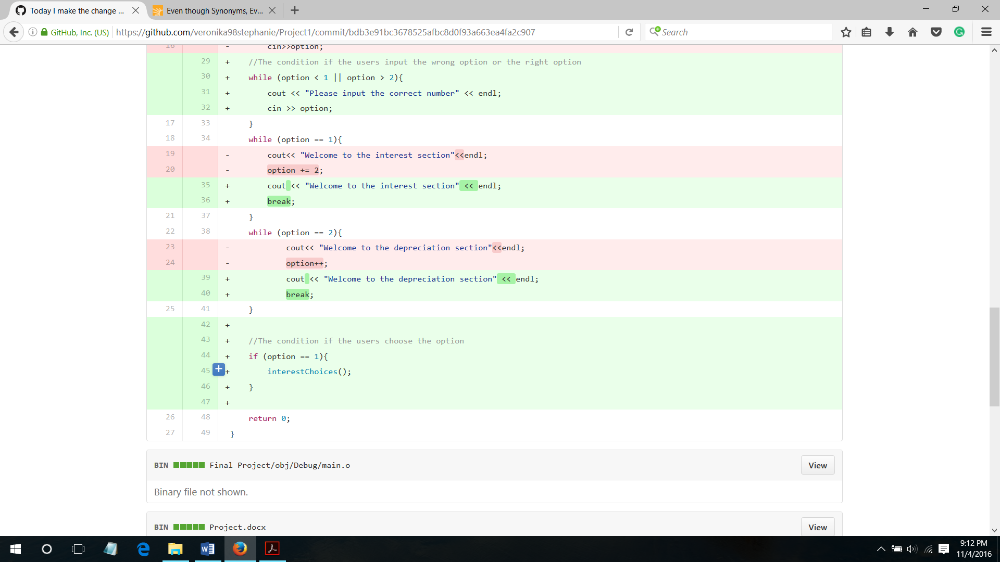 Today I make the change ...
Even though Synonyms, Ev...
GitHub, Inc. (US)
https://github.com/veronika98stephanie/Project1/commit/bdb3e91bc3678525afbc8d0f93a663ea4fa2c907
Search
16 - cin>>option;
29 + //The condition if the users input the wrong option or the right option
30 + while (option < 1 || option > 2){
31 + cout << "Please input the correct number" << endl;
32 + cin >> option;
17 33 }
18 34 while (option == 1){
19 - cout<< "Welcome to the interest section"<<endl;
20 - option += 2;
35 + cout << "Welcome to the interest section" << endl;
36 + break;
21 37 }
22 38 while (option == 2){
23 - cout<< "Welcome to the depreciation section"<<endl;
24 - option++;
39 + cout << "Welcome to the depreciation section" << endl;
40 + break;
25 41 }
42 +
43 + //The condition if the users choose the option
44 + if (option == 1){
45 + interestChoices();
46 + }
47 +
26 48 return 0;
27 49 }
BIN Final Project/obj/Debug/main.o View
Binary file not shown.
BIN Project.docx View
9:12 PM
11/4/2016